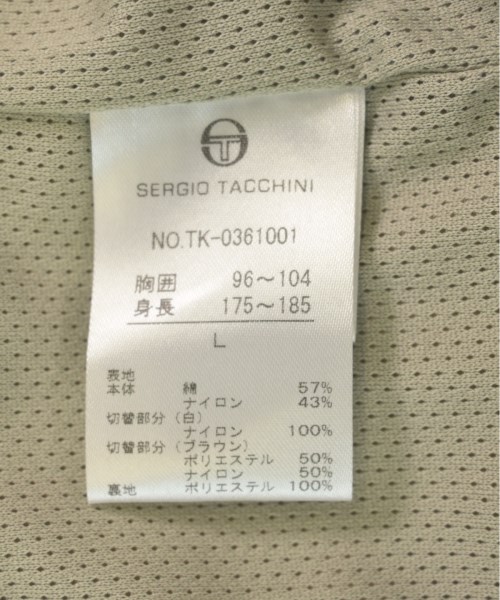 SERGIO TACCHINI
NO.TK-0361001
胸囲 96～104
身長 175～185
L
表地
本体 綿 57%
ナイロン 43%
切替部分（白）
ナイロン 100%
切替部分（ブラウン）
ポリエステル 50%
ナイロン 50%
裏地 ポリエステル 100%